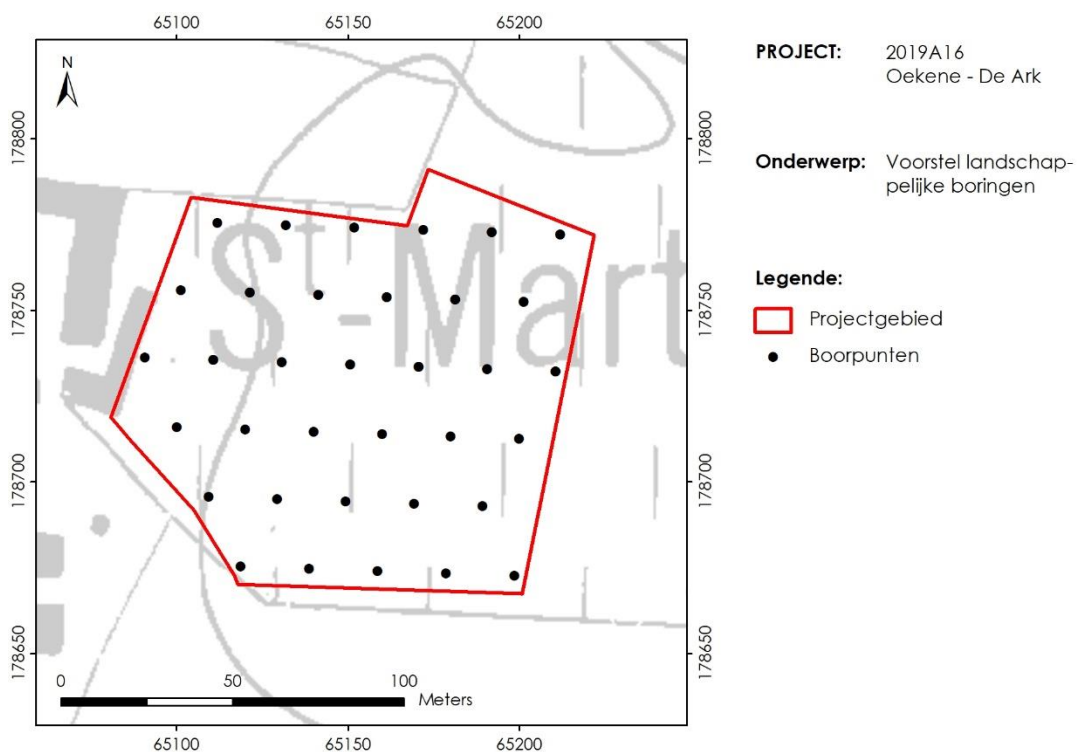 65100 65150 65200
N
178800 178800
178750 178750
178700 178700
178650 178650
St-Mart
0 50 100
Meters
65100 65150 65200
PROJECT: 2019A16
Oekene - De Ark
Onderwerp: Voorstel landschap-
pelijke boringen
Legende:
Projectgebied
Boorpunten